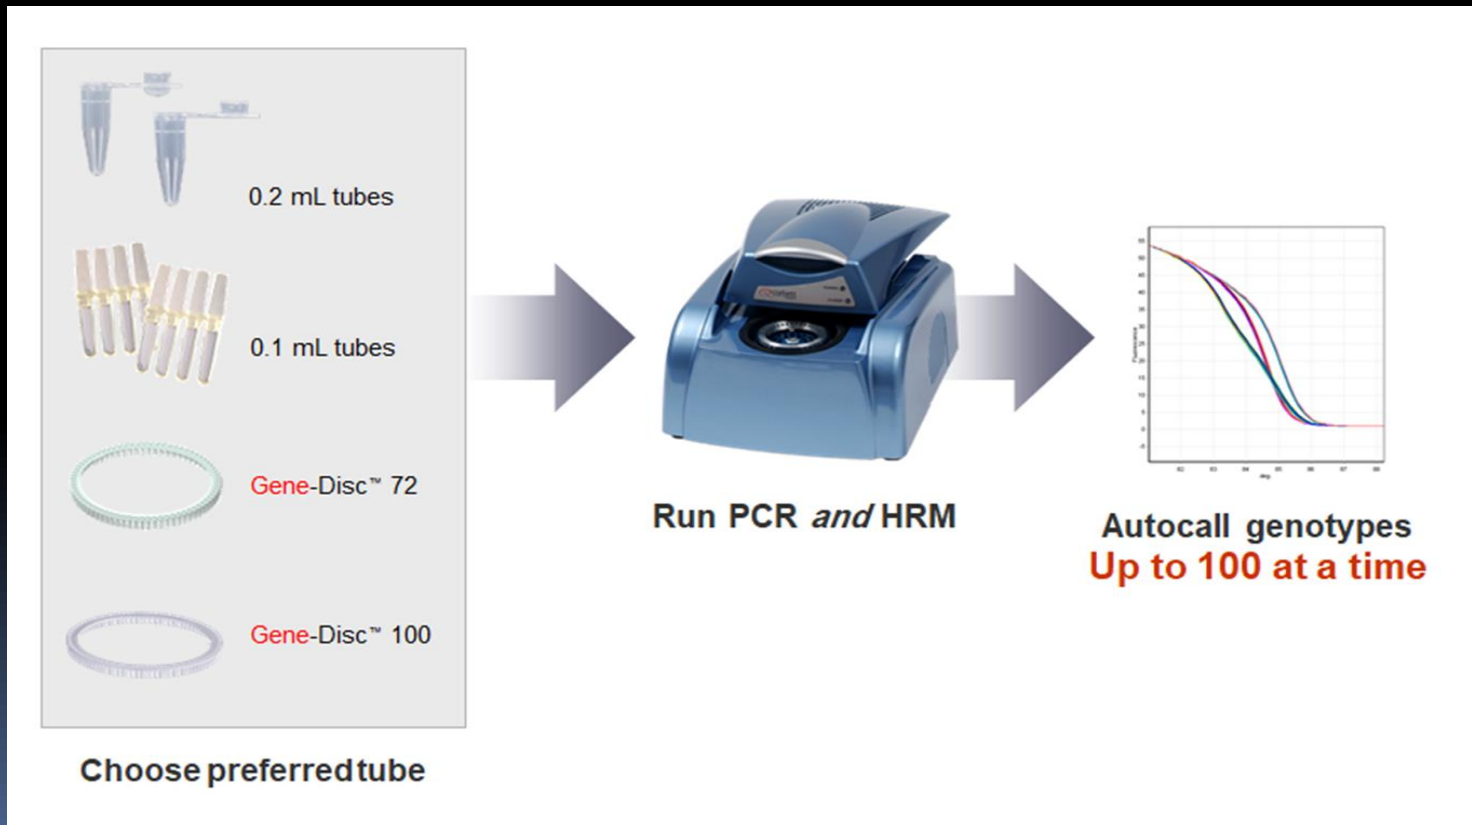 0.2 mL tubes
0.1 mL tubes
Gene-Disc™ 72
Gene-Disc™ 100
Choose preferred tube
Run PCR and HRM
Autocall genotypes
Up to 100 at a time